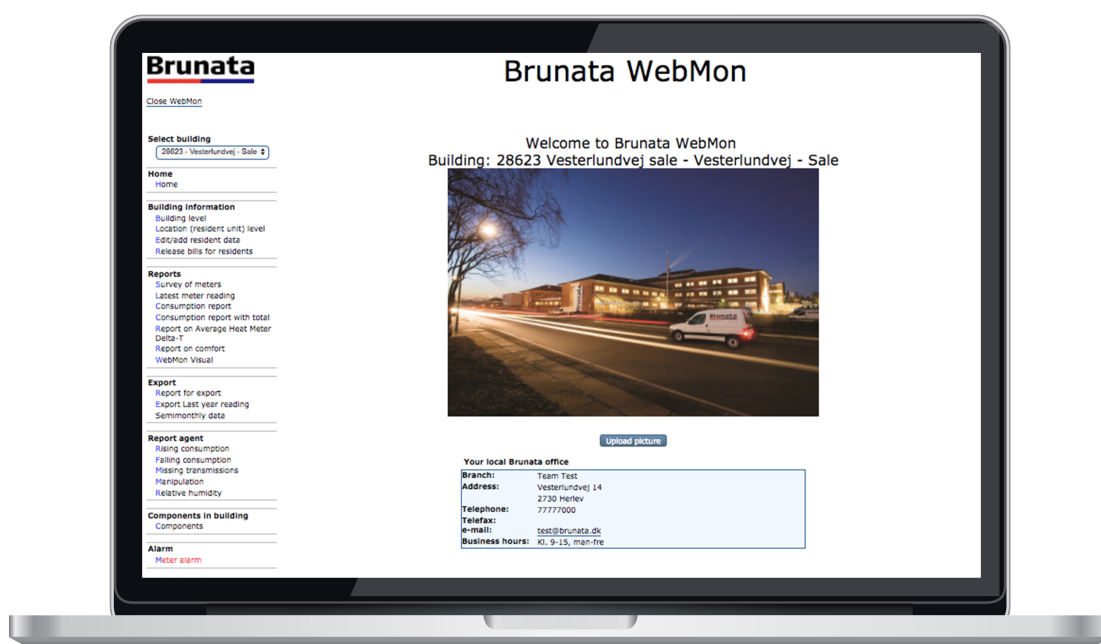 Brunata
Close WebMon
Select building
28623 - Vesterlundvej - Sale
Home
Home
Building information
Building level
Location (resident unit) level
Edit/add resident data
Release bills for residents
Reports
Survey of meters
Latest meter reading
Consumption report
Consumption report with total
Report on Average Heat Meter
Delta-T
Report on comfort
WebMon Visual
Export
Report for export
Export Last year reading
Semimonthly data
Report agent
Rising consumption
Falling consumption
Missing transmissions
Manipulation
Relative humidity
Components in building
Components
Alarm
Meter alarm
Brunata WebMon
Welcome to Brunata WebMon
Building: 28623 Vesterlundvej sale - Vesterlundvej - Sale
Brunata
Brunata
Upload picture
Your local Brunata office
Branch: Team Test
Address: Vesterlundvej 14
2730 Herlev
Telephone: 77777000
Telefax:
e-mail: test@brunata.dk
Business hours: Kl. 9-15, man-fre